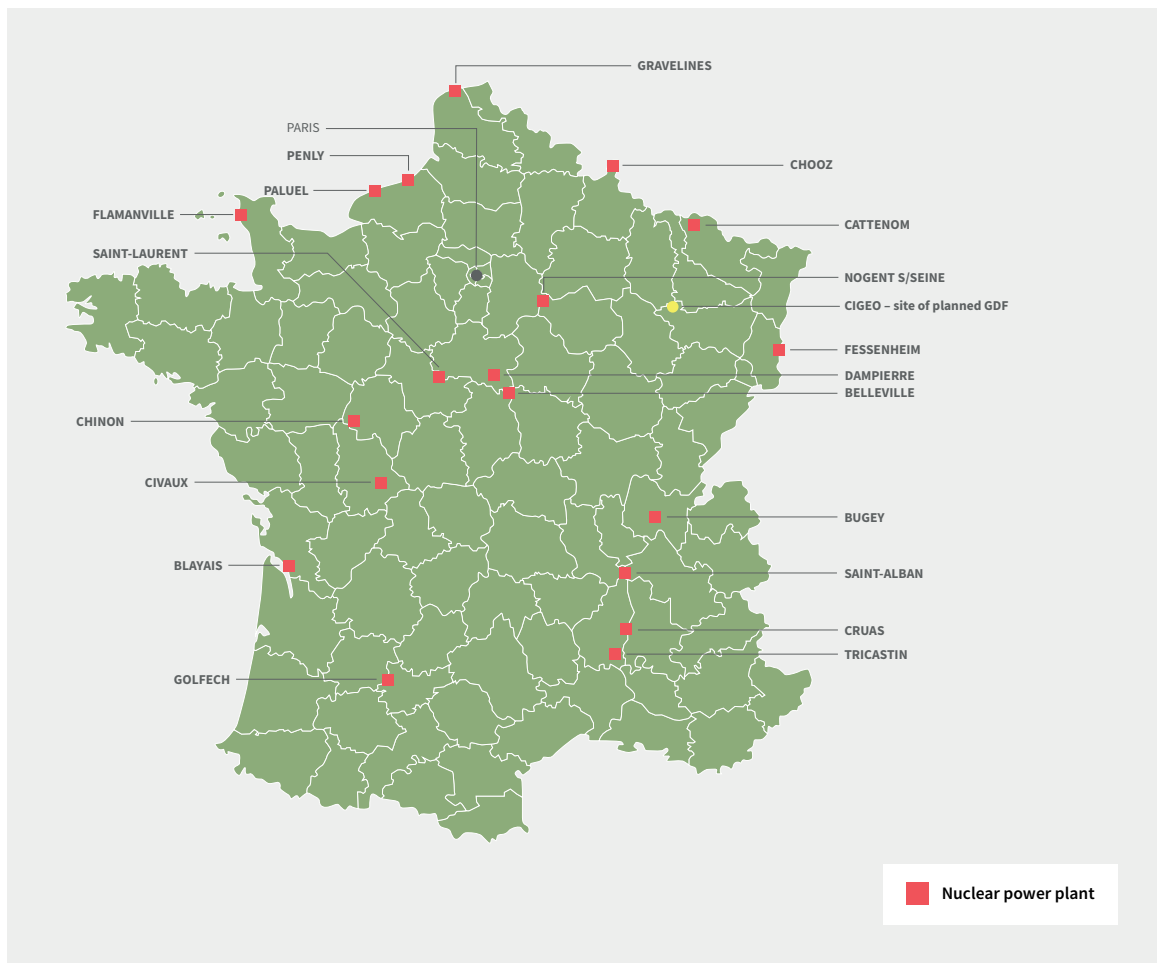 GRAVELINES
PARIS
PENLY
CHOOZ
PALUEL
FLAMANVILLE
CATTENOM
SAINT-LAURENT
NOGENT S/SEINE
CIGEO – site of planned GDF
FESSENHEIM
DAMPIERRE
BELLEVILLE
CHINON
CIVAUX
BUGEY
BLAYAIS
SAINT-ALBAN
CRUAS
TRICASTIN
GOLFECH
Nuclear power plant